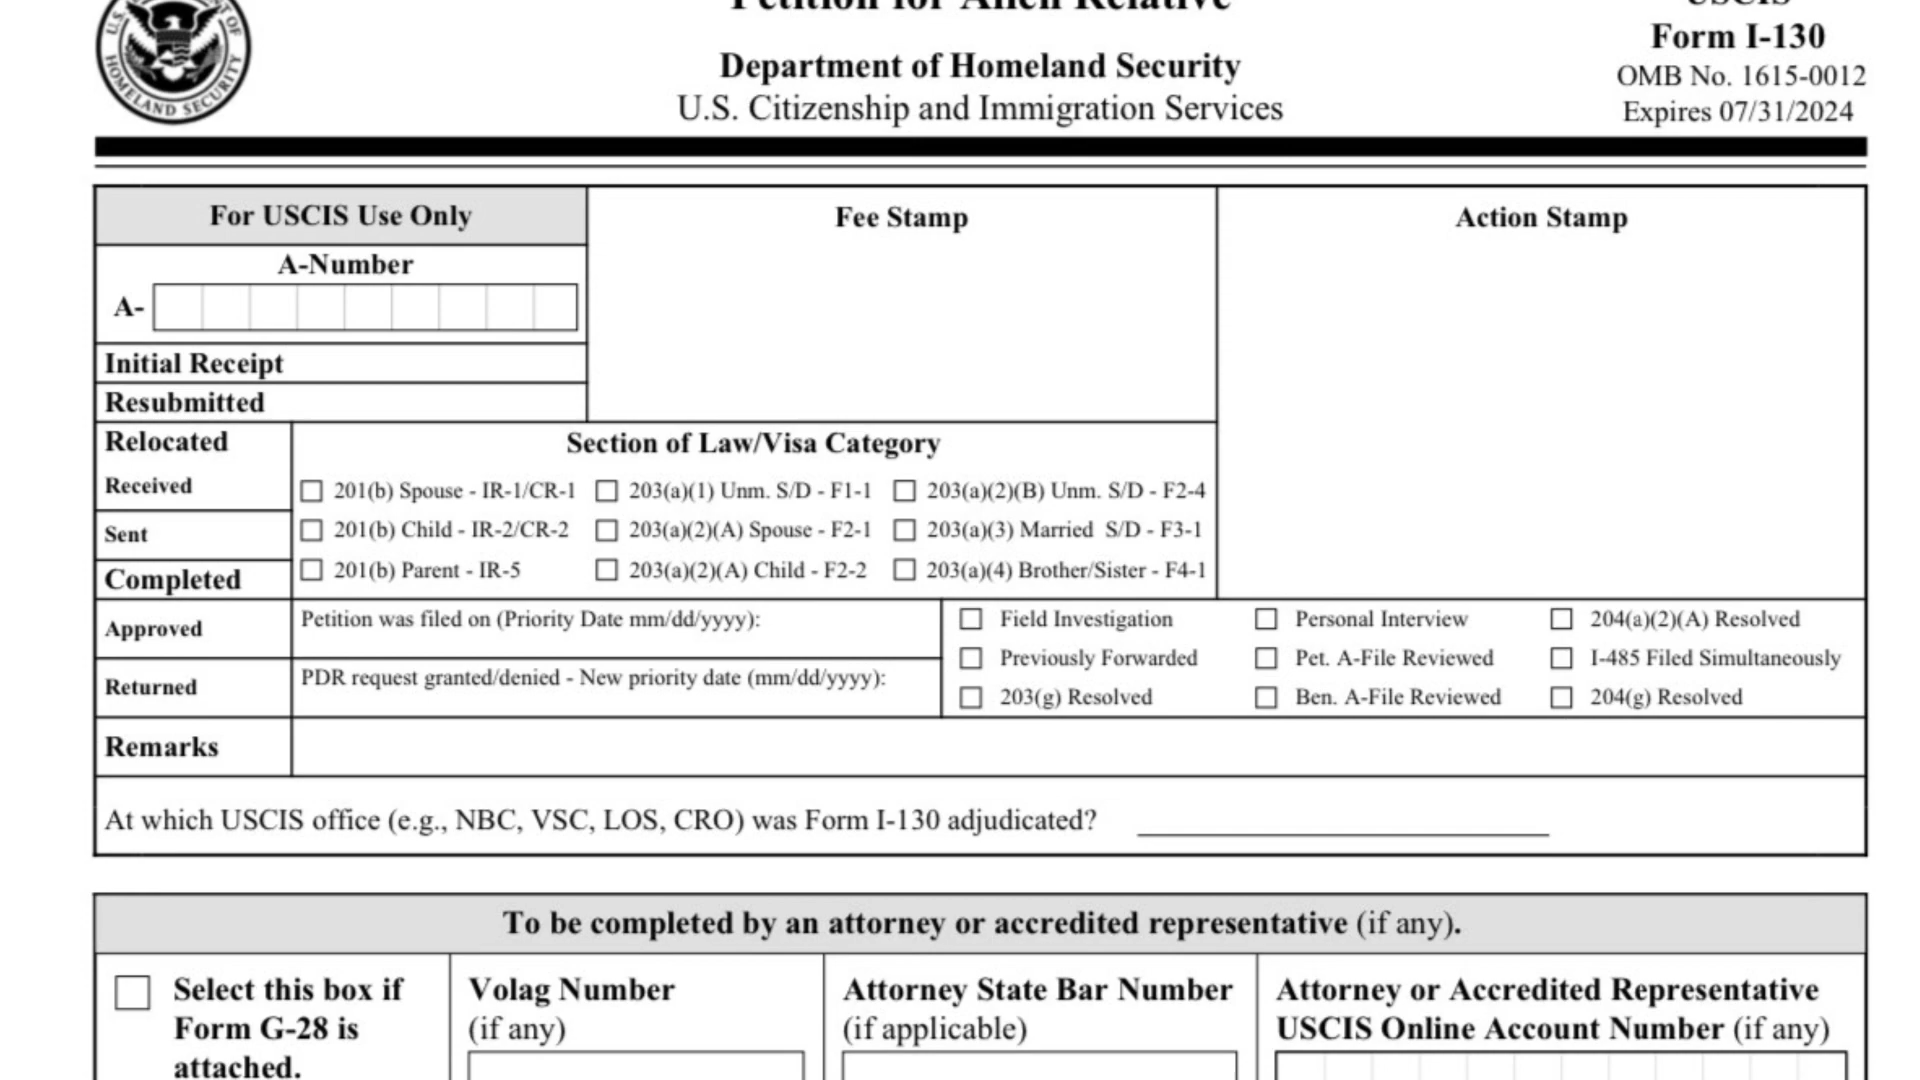 Petition for Alien Relative
Department of Homeland Security
U.S. Citizenship and Immigration Services
USCIS
Form I-130
OMB No. 1615-0012
Expires 07/31/2024
HOMELAND SECURITY
For USCIS Use Only
A-Number
A-
Initial Receipt
Resubmitted
Fee Stamp
Action Stamp
Relocated
Received
Sent
Completed
Section of Law/Visa Category
201(b) Spouse - IR-1/CR-1 203(a)(1) Unm. S/D - F1-1 203(a)(2)(B) Unm. S/D - F2-4
201(b) Child - IR-2/CR-2 203(a)(2)(A) Spouse - F2-1 203(a)(3) Married S/D - F3-1
201(b) Parent - IR-5 203(a)(2)(A) Child - F2-2 203(a)(4) Brother/Sister - F4-1
Approved
Petition was filed on (Priority Date mm/dd/yyyy):
Returned
PDR request granted/denied - New priority date (mm/dd/yyyy):
Field Investigation Personal Interview 204(a)(2)(A) Resolved
Previously Forwarded Pet. A-File Reviewed I-485 Filed Simultaneously
203(g) Resolved Ben. A-File Reviewed 204(g) Resolved
Remarks
At which USCIS office (e.g., NBC, VSC, LOS, CRO) was Form I-130 adjudicated?
To be completed by an attorney or accredited representative (if any).
Select this box if
Form G-28 is
attached.
Volag Number
(if any)
Attorney State Bar Number
(if applicable)
Attorney or Accredited Representative
USCIS Online Account Number (if any)